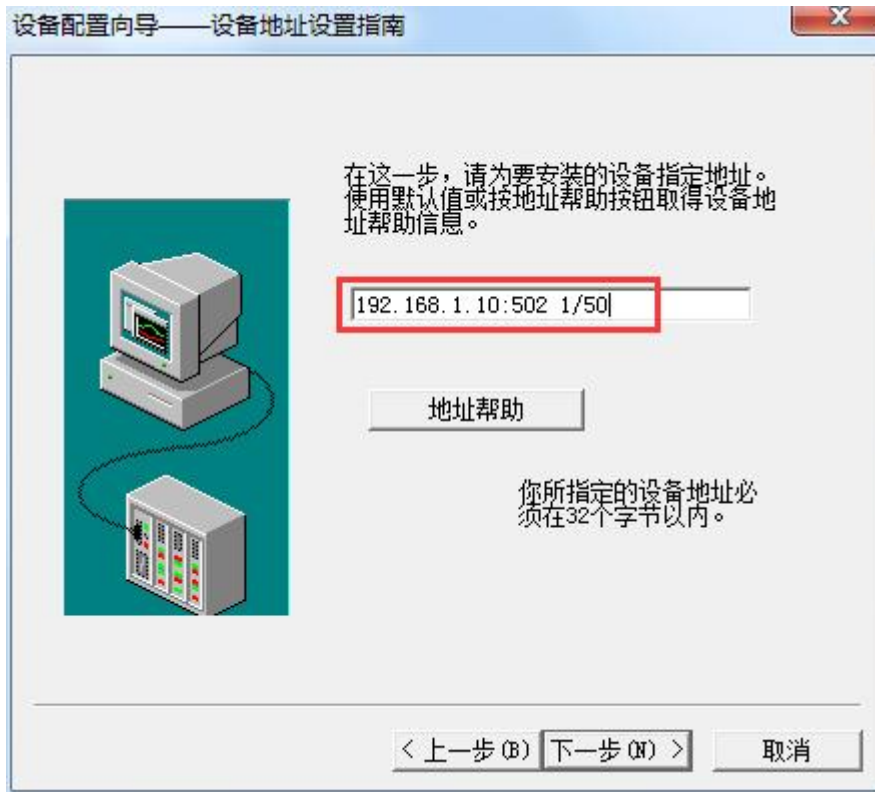 设备配置向导——设备地址设置指南
在这一步，请为要安装的设备指定地址。
使用默认值或按地址帮助按钮取得设备地
址帮助信息。
192.168.1.10:502 1/50
地址帮助
你所指定的设备地址必
须在32个字节以内。
< 上一步(B) 下一步(N) > 取消